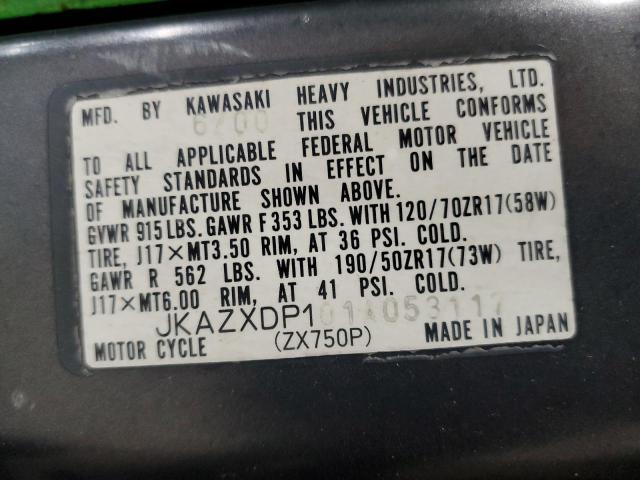 MFD. BY KAWASAKI HEAVY INDUSTRIES, LTD.
6/00 THIS VEHICLE CONFORMS
TO ALL APPLICABLE FEDERAL MOTOR VEHICLE
SAFETY STANDARDS IN EFFECT ON THE DATE
OF MANUFACTURE SHOWN ABOVE.
GVWR 915 LBS. GAWR F 353 LBS. WITH 120/70ZR17(58W)
TIRE, J17×MT3.50 RIM, AT 36 PSI. COLD.
GAWR R 562 LBS. WITH 190/50ZR17(73W) TIRE,
J17×MT6.00 RIM, AT 41 PSI. COLD.
JKAZXDP101A053117
MOTOR CYCLE (ZX750P) MADE IN JAPAN